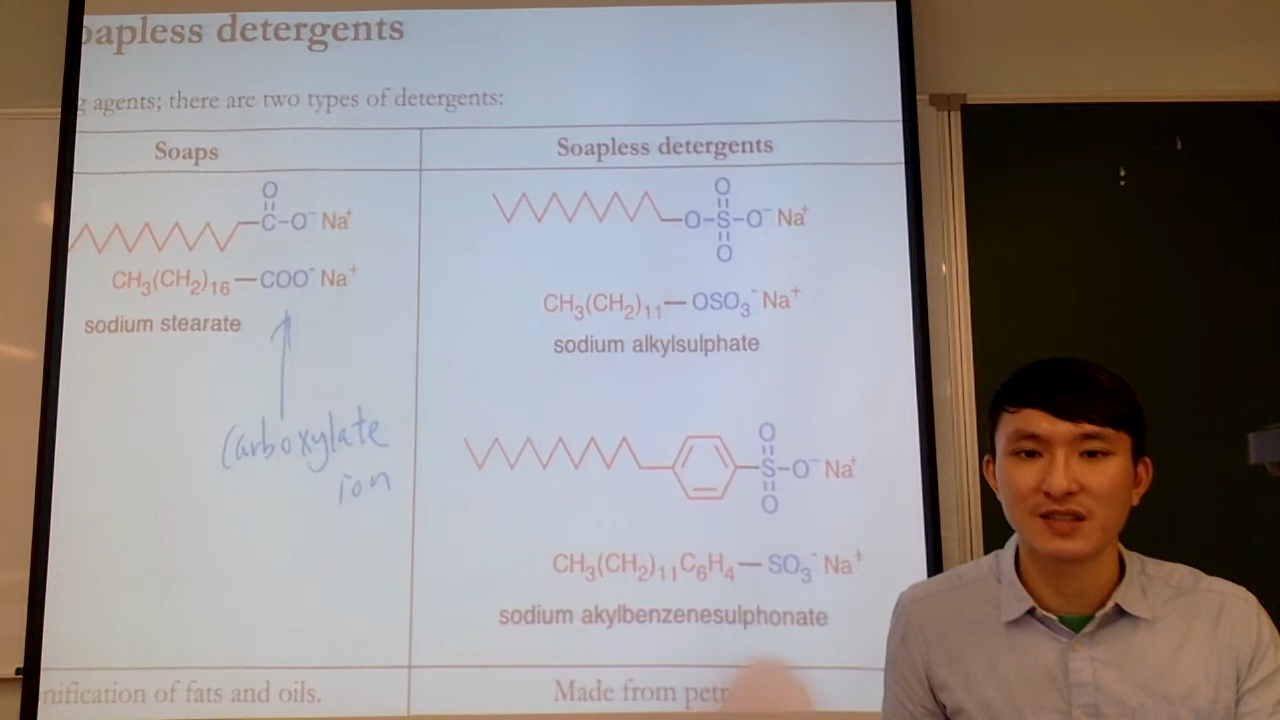 soapless detergents
agents; there are two types of detergents:
Soaps
Soapless detergents
O
C-O⁻ Na⁺
CH₃(CH₂)₁₆—COO⁻ Na⁺
sodium stearate
Carboxylate
ion
O
-O-S-O⁻ Na⁺
O
CH₃(CH₂)₁₁—OSO₃⁻ Na⁺
sodium alkylsulphate
O
S-O⁻ Na⁺
O
CH₃(CH₂)₁₁C₆H₄—SO₃⁻ Na⁺
sodium akylbenzenesulphonate
nification of fats and oils.
Made from petr